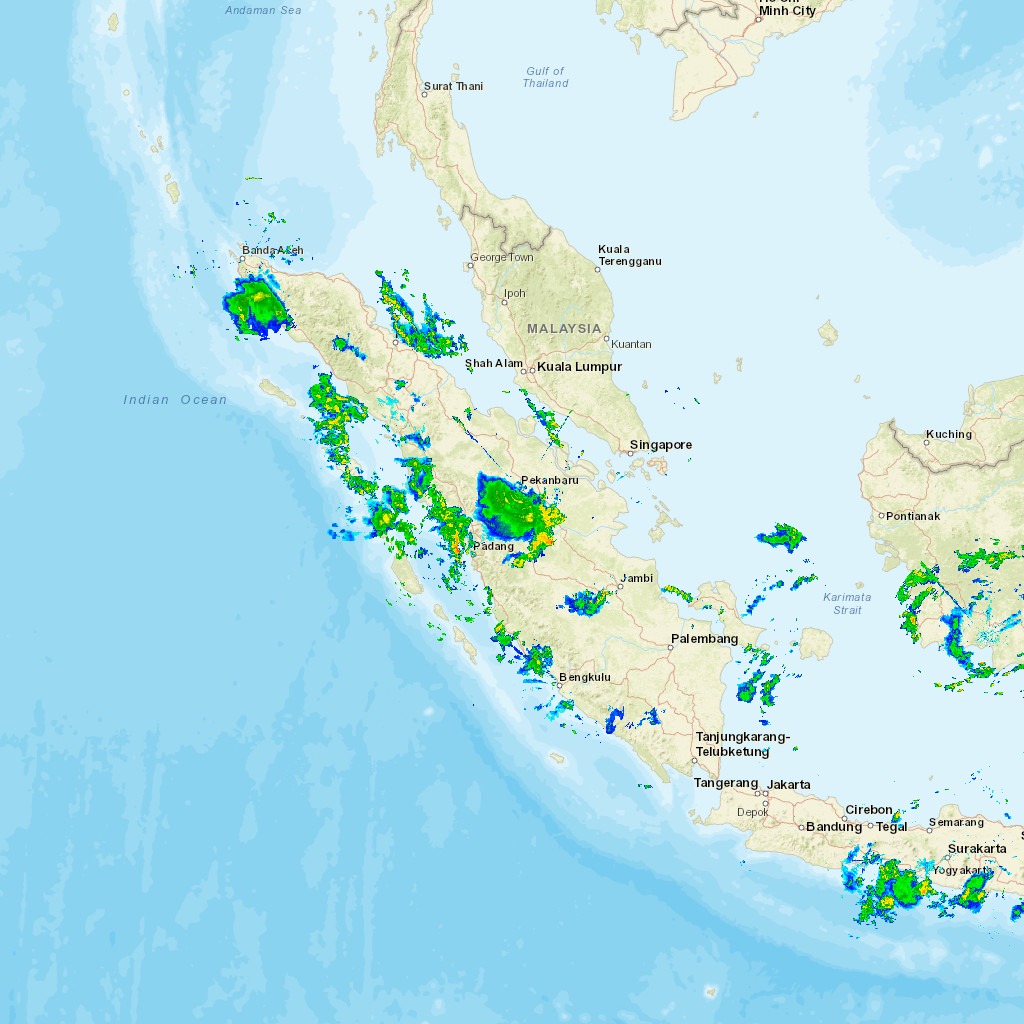 Andaman Sea
Minh City
Gulf of
Thailand
Surat Thani
Banda Aceh
George Town
Kuala
Terengganu
Ipoh
MALAYSIA
Kuantan
Shah Alam
Kuala Lumpur
Indian Ocean
Singapore
Kuching
Pekanbaru
Pontianak
Padang
Jambi
Karimata
Strait
Palembang
Bengkulu
Tanjungkarang-
Telubketung
Tangerang
Jakarta
Depok
Cirebon
Bandung
Tegal
Semarang
Surakarta
Yogyakarta